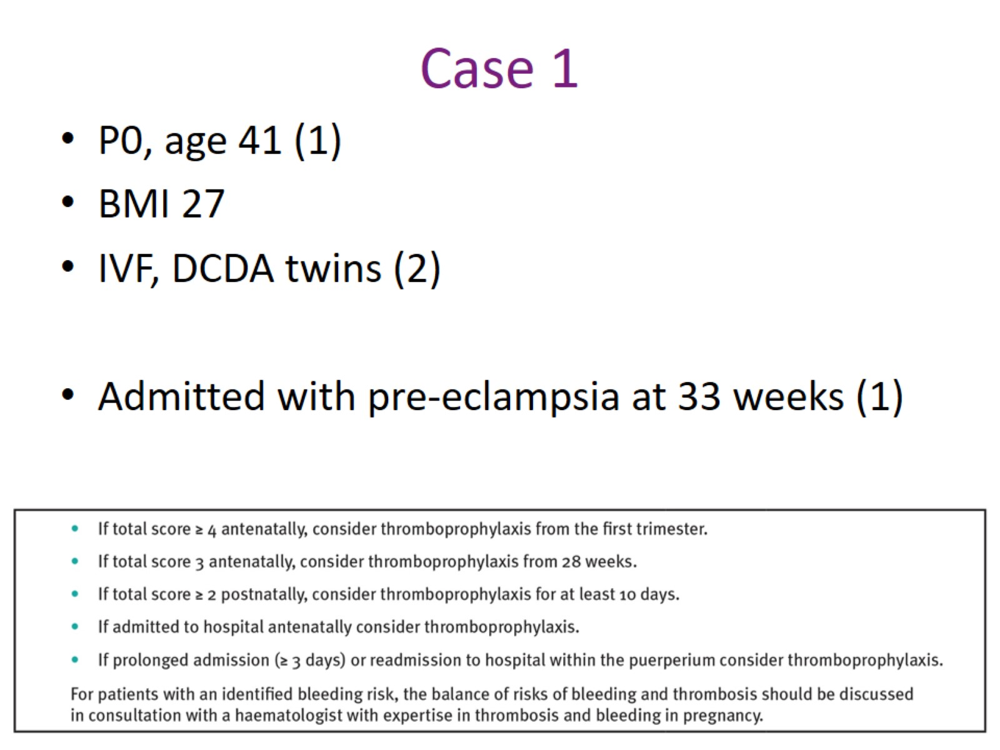 Case 1
• P0, age 41 (1)
• BMI 27
• IVF, DCDA twins (2)
• Admitted with pre-eclampsia at 33 weeks (1)
• If total score ≥ 4 antenatally, consider thromboprophylaxis from the first trimester.
• If total score 3 antenatally, consider thromboprophylaxis from 28 weeks.
• If total score ≥ 2 postnatally, consider thromboprophylaxis for at least 10 days.
• If admitted to hospital antenatally consider thromboprophylaxis.
• If prolonged admission (≥ 3 days) or readmission to hospital within the puerperium consider thromboprophylaxis.
For patients with an identified bleeding risk, the balance of risks of bleeding and thrombosis should be discussed
in consultation with a haematologist with expertise in thrombosis and bleeding in pregnancy.